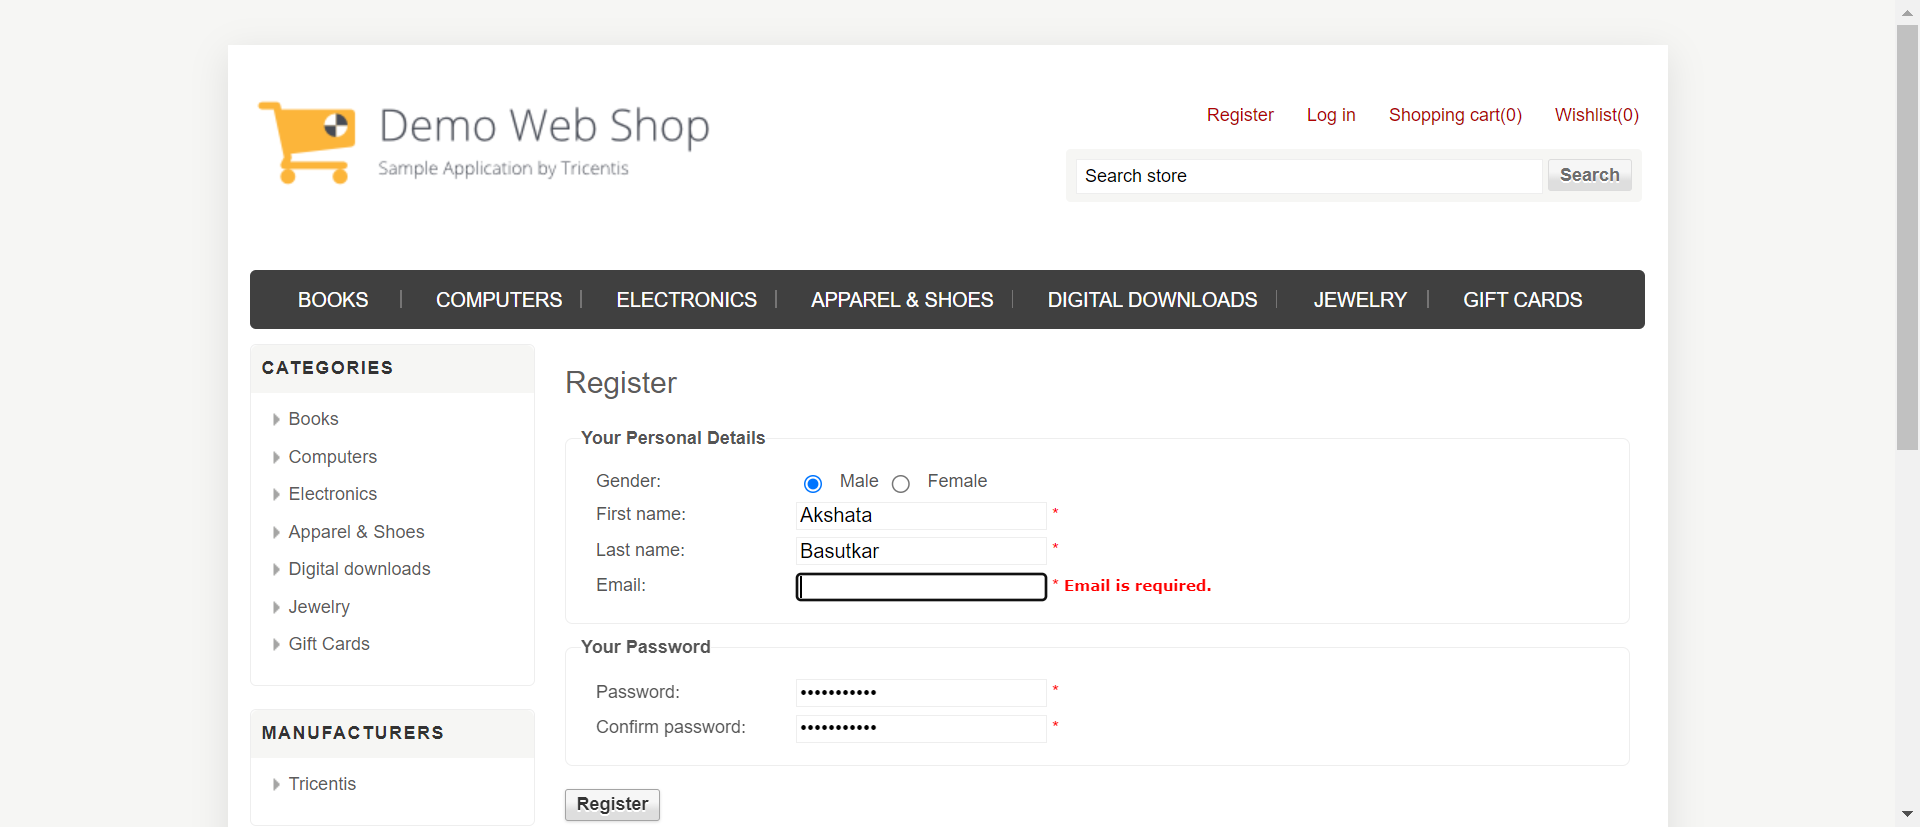 Demo Web Shop
Sample Application by Tricentis
Register Log in Shopping cart(0) Wishlist(0)
Search store Search
BOOKS COMPUTERS ELECTRONICS APPAREL & SHOES DIGITAL DOWNLOADS JEWELRY GIFT CARDS
CATEGORIES
Books
Computers
Electronics
Apparel & Shoes
Digital downloads
Jewelry
Gift Cards
MANUFACTURERS
Tricentis
Register
Your Personal Details
Gender: Male Female
First name: Akshata *
Last name: Basutkar *
Email: * Email is required.
Your Password
Password: ••••••••••• *
Confirm password: ••••••••••• *
Register